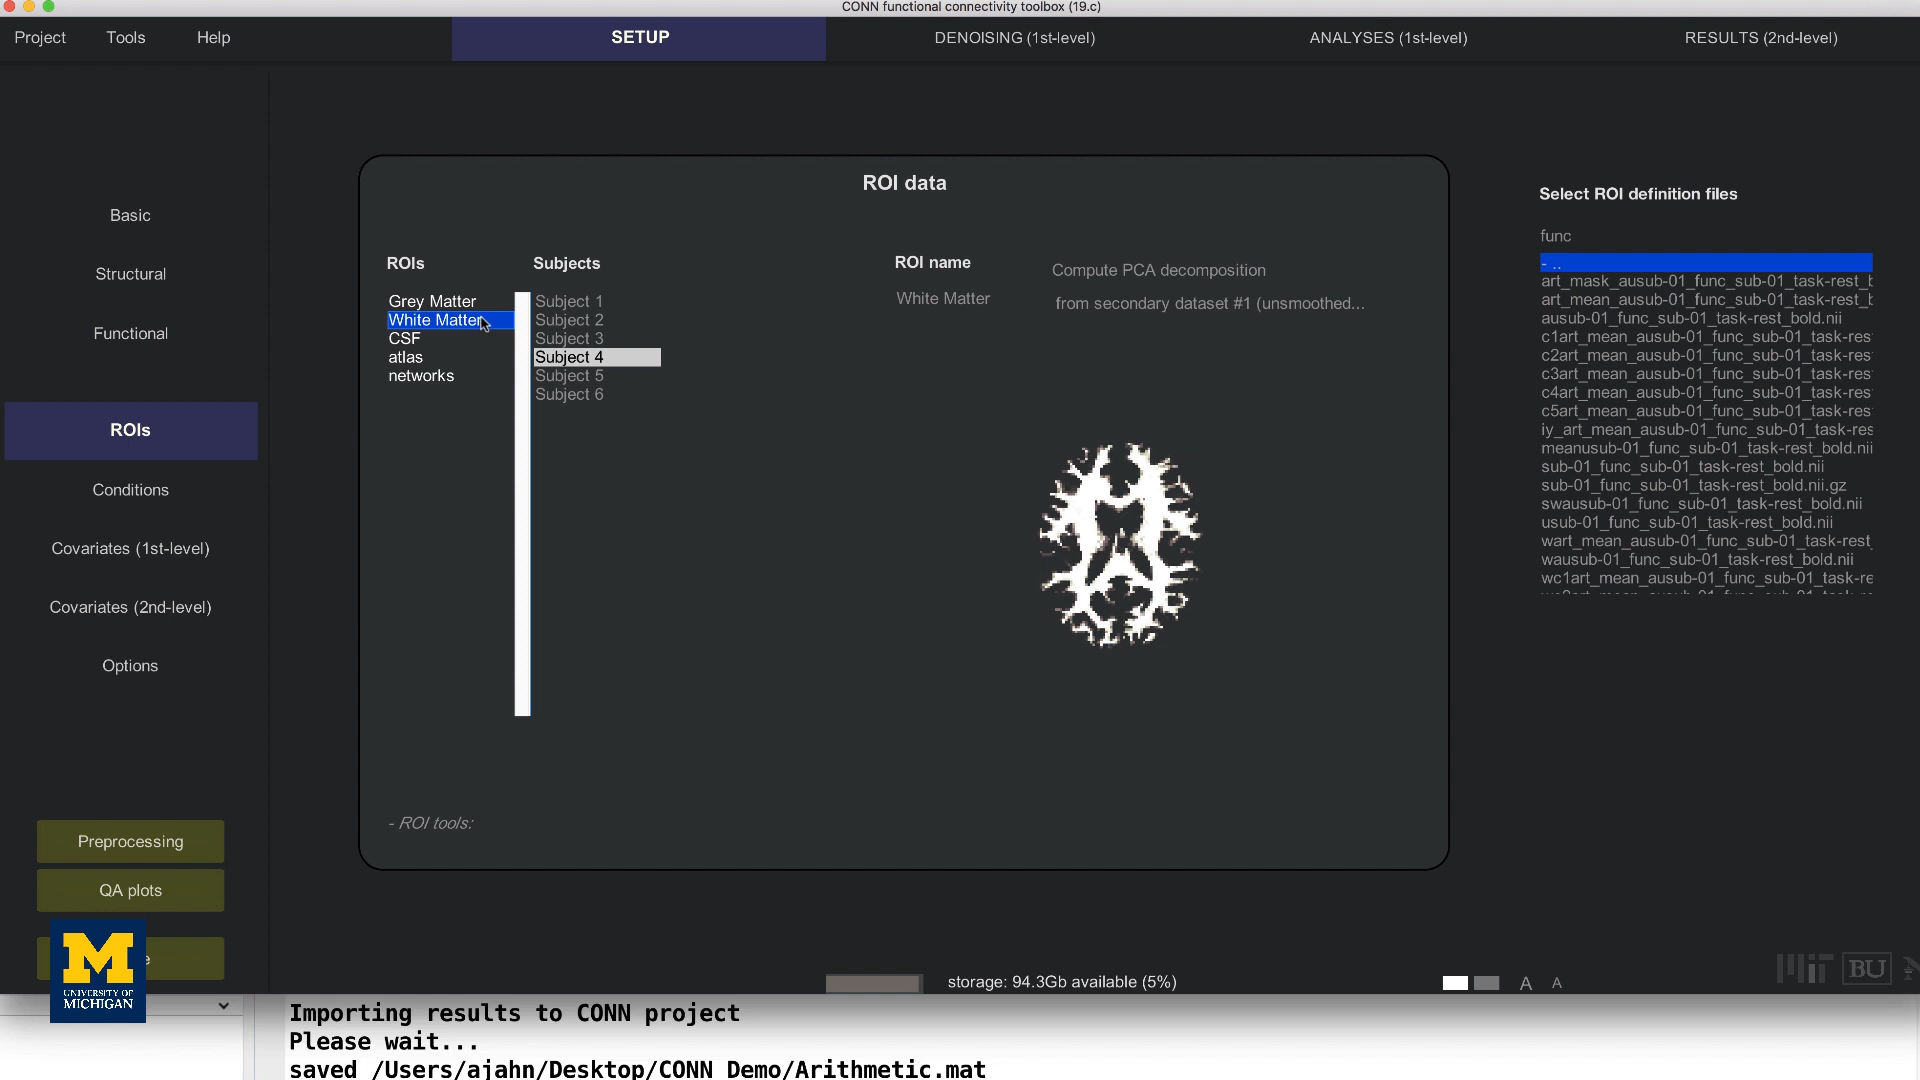 CONN functional connectivity toolbox (19.c)
Project Tools Help SETUP DENOISING (1st-level) ANALYSES (1st-level) RESULTS (2nd-level)
Basic
Structural
Functional
ROIs
Conditions
Covariates (1st-level)
Covariates (2nd-level)
Options
Preprocessing
QA plots
ROI data
ROIs
Grey Matter
White Matter
CSF
atlas
networks
Subjects
Subject 1
Subject 2
Subject 3
Subject 4
Subject 5
Subject 6
ROI name
White Matter
Compute PCA decomposition
from secondary dataset #1 (unsmoothed...
- ROI tools:
Select ROI definition files
func
- ..
art_mask_ausub-01_func_sub-01_task-rest_b
art_mean_ausub-01_func_sub-01_task-rest_b
ausub-01_func_sub-01_task-rest_bold.nii
c1art_mean_ausub-01_func_sub-01_task-res
c2art_mean_ausub-01_func_sub-01_task-res
c3art_mean_ausub-01_func_sub-01_task-res
c4art_mean_ausub-01_func_sub-01_task-res
c5art_mean_ausub-01_func_sub-01_task-res
iy_art_mean_ausub-01_func_sub-01_task-res
meanusub-01_func_sub-01_task-rest_bold.nii
sub-01_func_sub-01_task-rest_bold.nii
sub-01_func_sub-01_task-rest_bold.nii.gz
swausub-01_func_sub-01_task-rest_bold.nii
usub-01_func_sub-01_task-rest_bold.nii
wart_mean_ausub-01_func_sub-01_task-rest_
wausub-01_func_sub-01_task-rest_bold.nii
wc1art_mean_ausub-01_func_sub-01_task-re
storage: 94.3Gb available (5%)
A A
MIT BU
M
UNIVERSITY OF
MICHIGAN
Importing results to CONN project
Please wait...
saved /Users/ajahn/Desktop/CONN_Demo/Arithmetic.mat